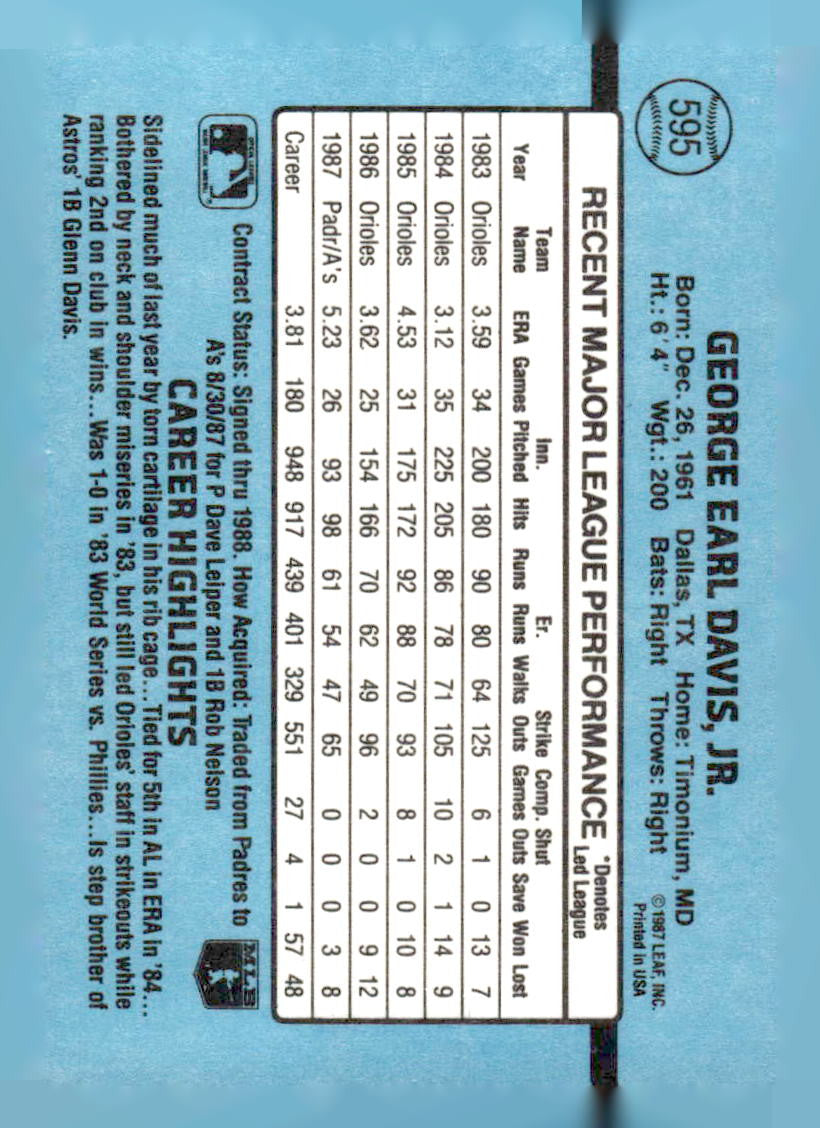 595
GEORGE EARL DAVIS, JR.
Born: Dec. 26, 1961 Dallas, TX Home: Timonium, MD
Ht.: 6'4" Wgt.: 200 Bats: Right Throws: Right
©1987 LEAF, INC.
Printed in USA
RECENT MAJOR LEAGUE PERFORMANCE *Denotes Led League
Team Inn. Er. Strike Comp. Shut
Year Name ERA Games Pitched Hits Runs Runs Walks Outs Games Outs Save Won Lost
1983 Orioles 3.59 34 200 180 90 80 64 125 6 1 0 13 7
1984 Orioles 3.12 35 225 205 86 78 71 105 10 2 1 14 9
1985 Orioles 4.53 31 175 172 92 88 70 93 8 1 0 10 8
1986 Orioles 3.62 25 154 166 70 62 49 96 2 0 0 9 12
1987 Padr/A's 5.23 26 93 98 61 54 47 65 0 0 0 3 8
Career 3.81 180 948 917 439 401 329 551 27 4 1 57 48
Contract Status: Signed thru 1988. How Acquired: Traded from Padres to
A's 8/30/87 for P Dave Leiper and 1B Rob Nelson
MLB
CAREER HIGHLIGHTS
Sidelined much of last year by torn cartilage in his rib cage...Tied for 5th in AL in ERA in '84...
Bothered by neck and shoulder miseries in '83, but still led Orioles' staff in strikeouts while
ranking 2nd on club in wins...Was 1-0 in '83 World Series vs. Phillies...Is step brother of
Astros' 1B Glenn Davis.